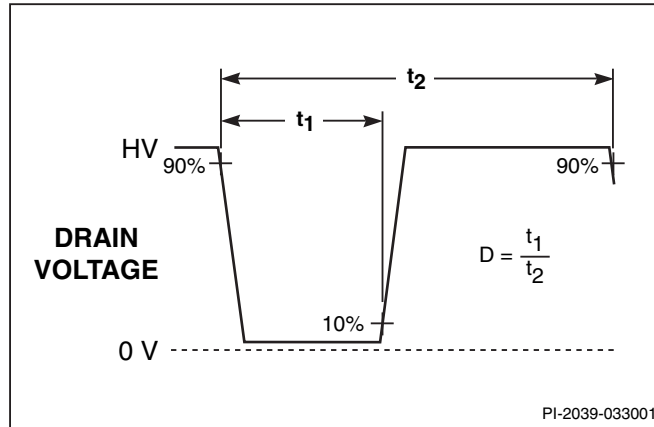 t2
t1
HV
90%
90%
DRAIN
VOLTAGE
D = t1
t2
10%
0 V
PI-2039-033001